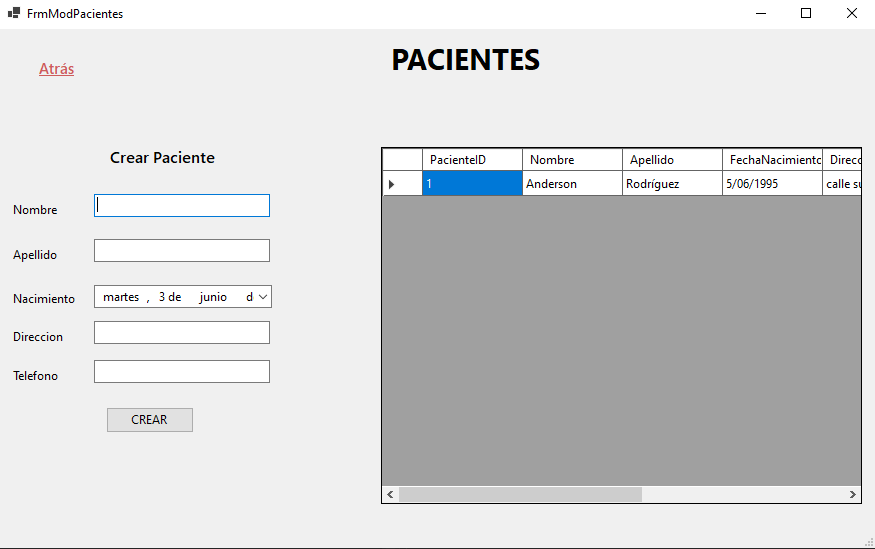 FrmModPacientes
Atrás
PACIENTES
Crear Paciente
Nombre
Apellido
Nacimiento martes , 3 de junio d
Direccion
Telefono
CREAR
PacienteID Nombre Apellido FechaNacimiento Direcc
1 Anderson Rodríguez 5/06/1995 calle su